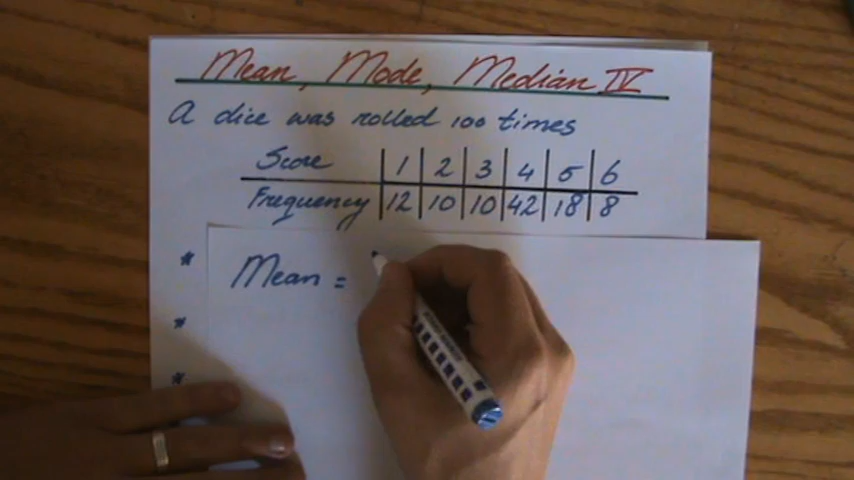 Mean, Mode, Median IV
A dice was rolled 100 times
Score 1 2 3 4 5 6
Frequency 12 10 10 42 18 8
*
Mean =
*
*